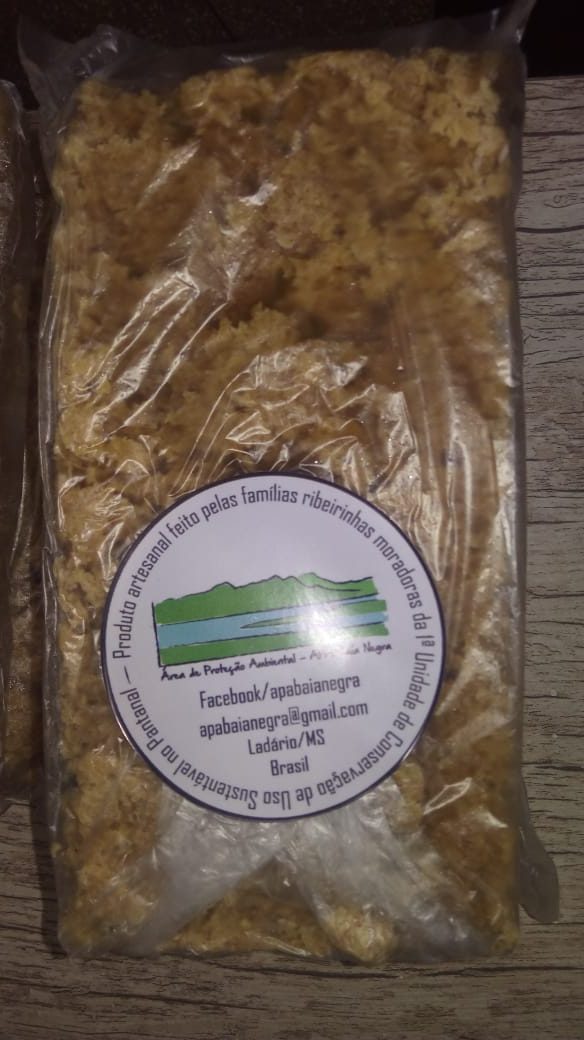 Produto artesanal feito pelas famílias ribeirinhas moradoras da 1ª Unidade de Conservação de Uso Sustentável no Pantanal –
Área de Proteção Ambiental – Baía Negra
Facebook/apabaianegra
apabaianegra@gmail.com
Ladário/MS
Brasil